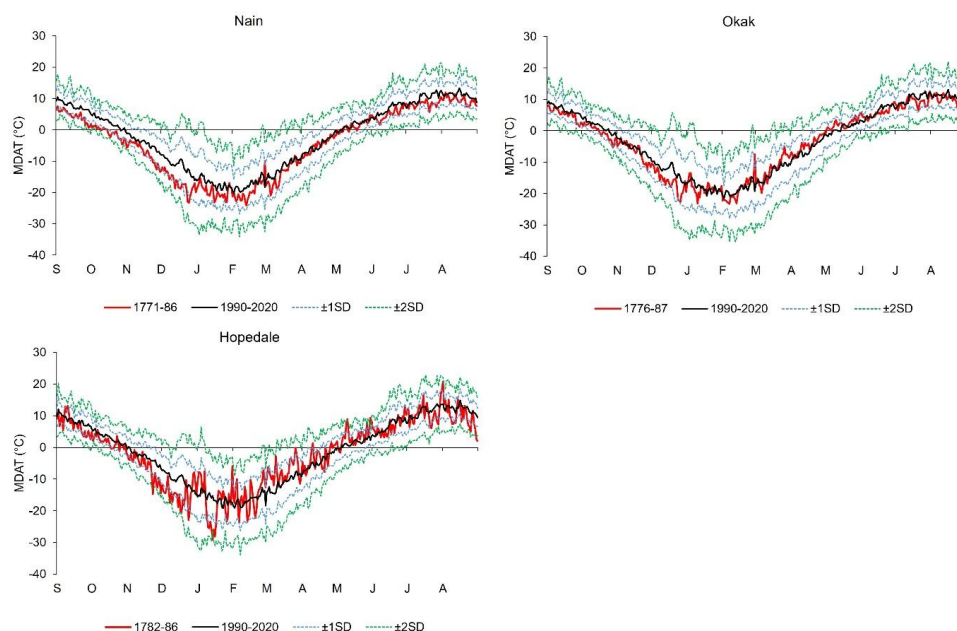 Nain
30
20
10
0
-10
-20
-30
-40
MDAT (°C)
S O N D J F M A M J J A
1771-86 1990-2020 ±1SD ±2SD
Okak
30
20
10
0
-10
-20
-30
-40
MDAT (°C)
S O N D J F M A M J J A
1776-87 1990-2020 ±1SD ±2SD
Hopedale
30
20
10
0
-10
-20
-30
-40
MDAT (°C)
S O N D J F M A M J J A
1782-86 1990-2020 ±1SD ±2SD